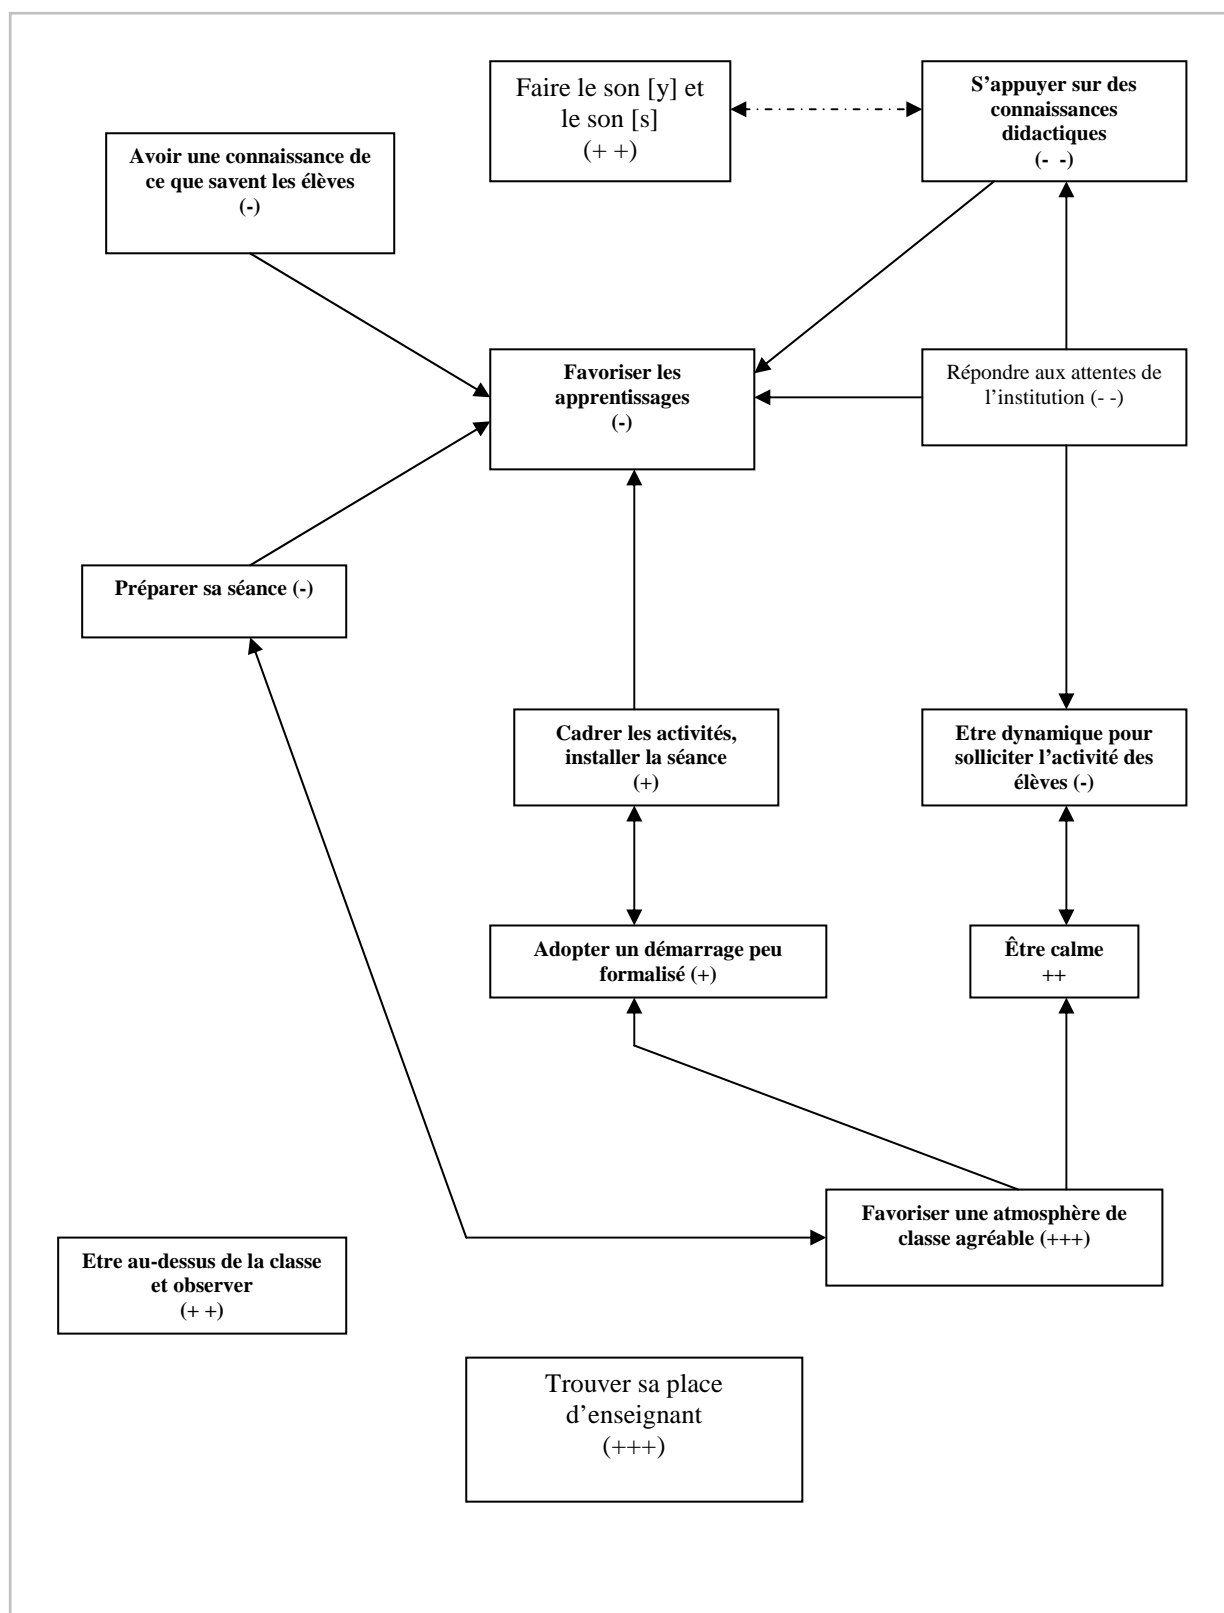 Faire le son [y] et
le son [s]
(+ +)
S’appuyer sur des
connaissances
didactiques
(-  -)
Avoir une connaissance de
ce que savent les élèves
(-)
Favoriser les
apprentissages
(-)
Répondre aux attentes de
l’institution (- -)
Préparer sa séance (-)
Cadrer les activités,
installer la séance
(+)
Etre dynamique pour
solliciter l’activité des
élèves (-)
Adopter un démarrage peu
formalisé (+)
Être calme
++
Favoriser une atmosphère de
classe agréable (+++)
Etre au-dessus de la classe
et observer
(+ +)
Trouver sa place
d’enseignant
(+++)